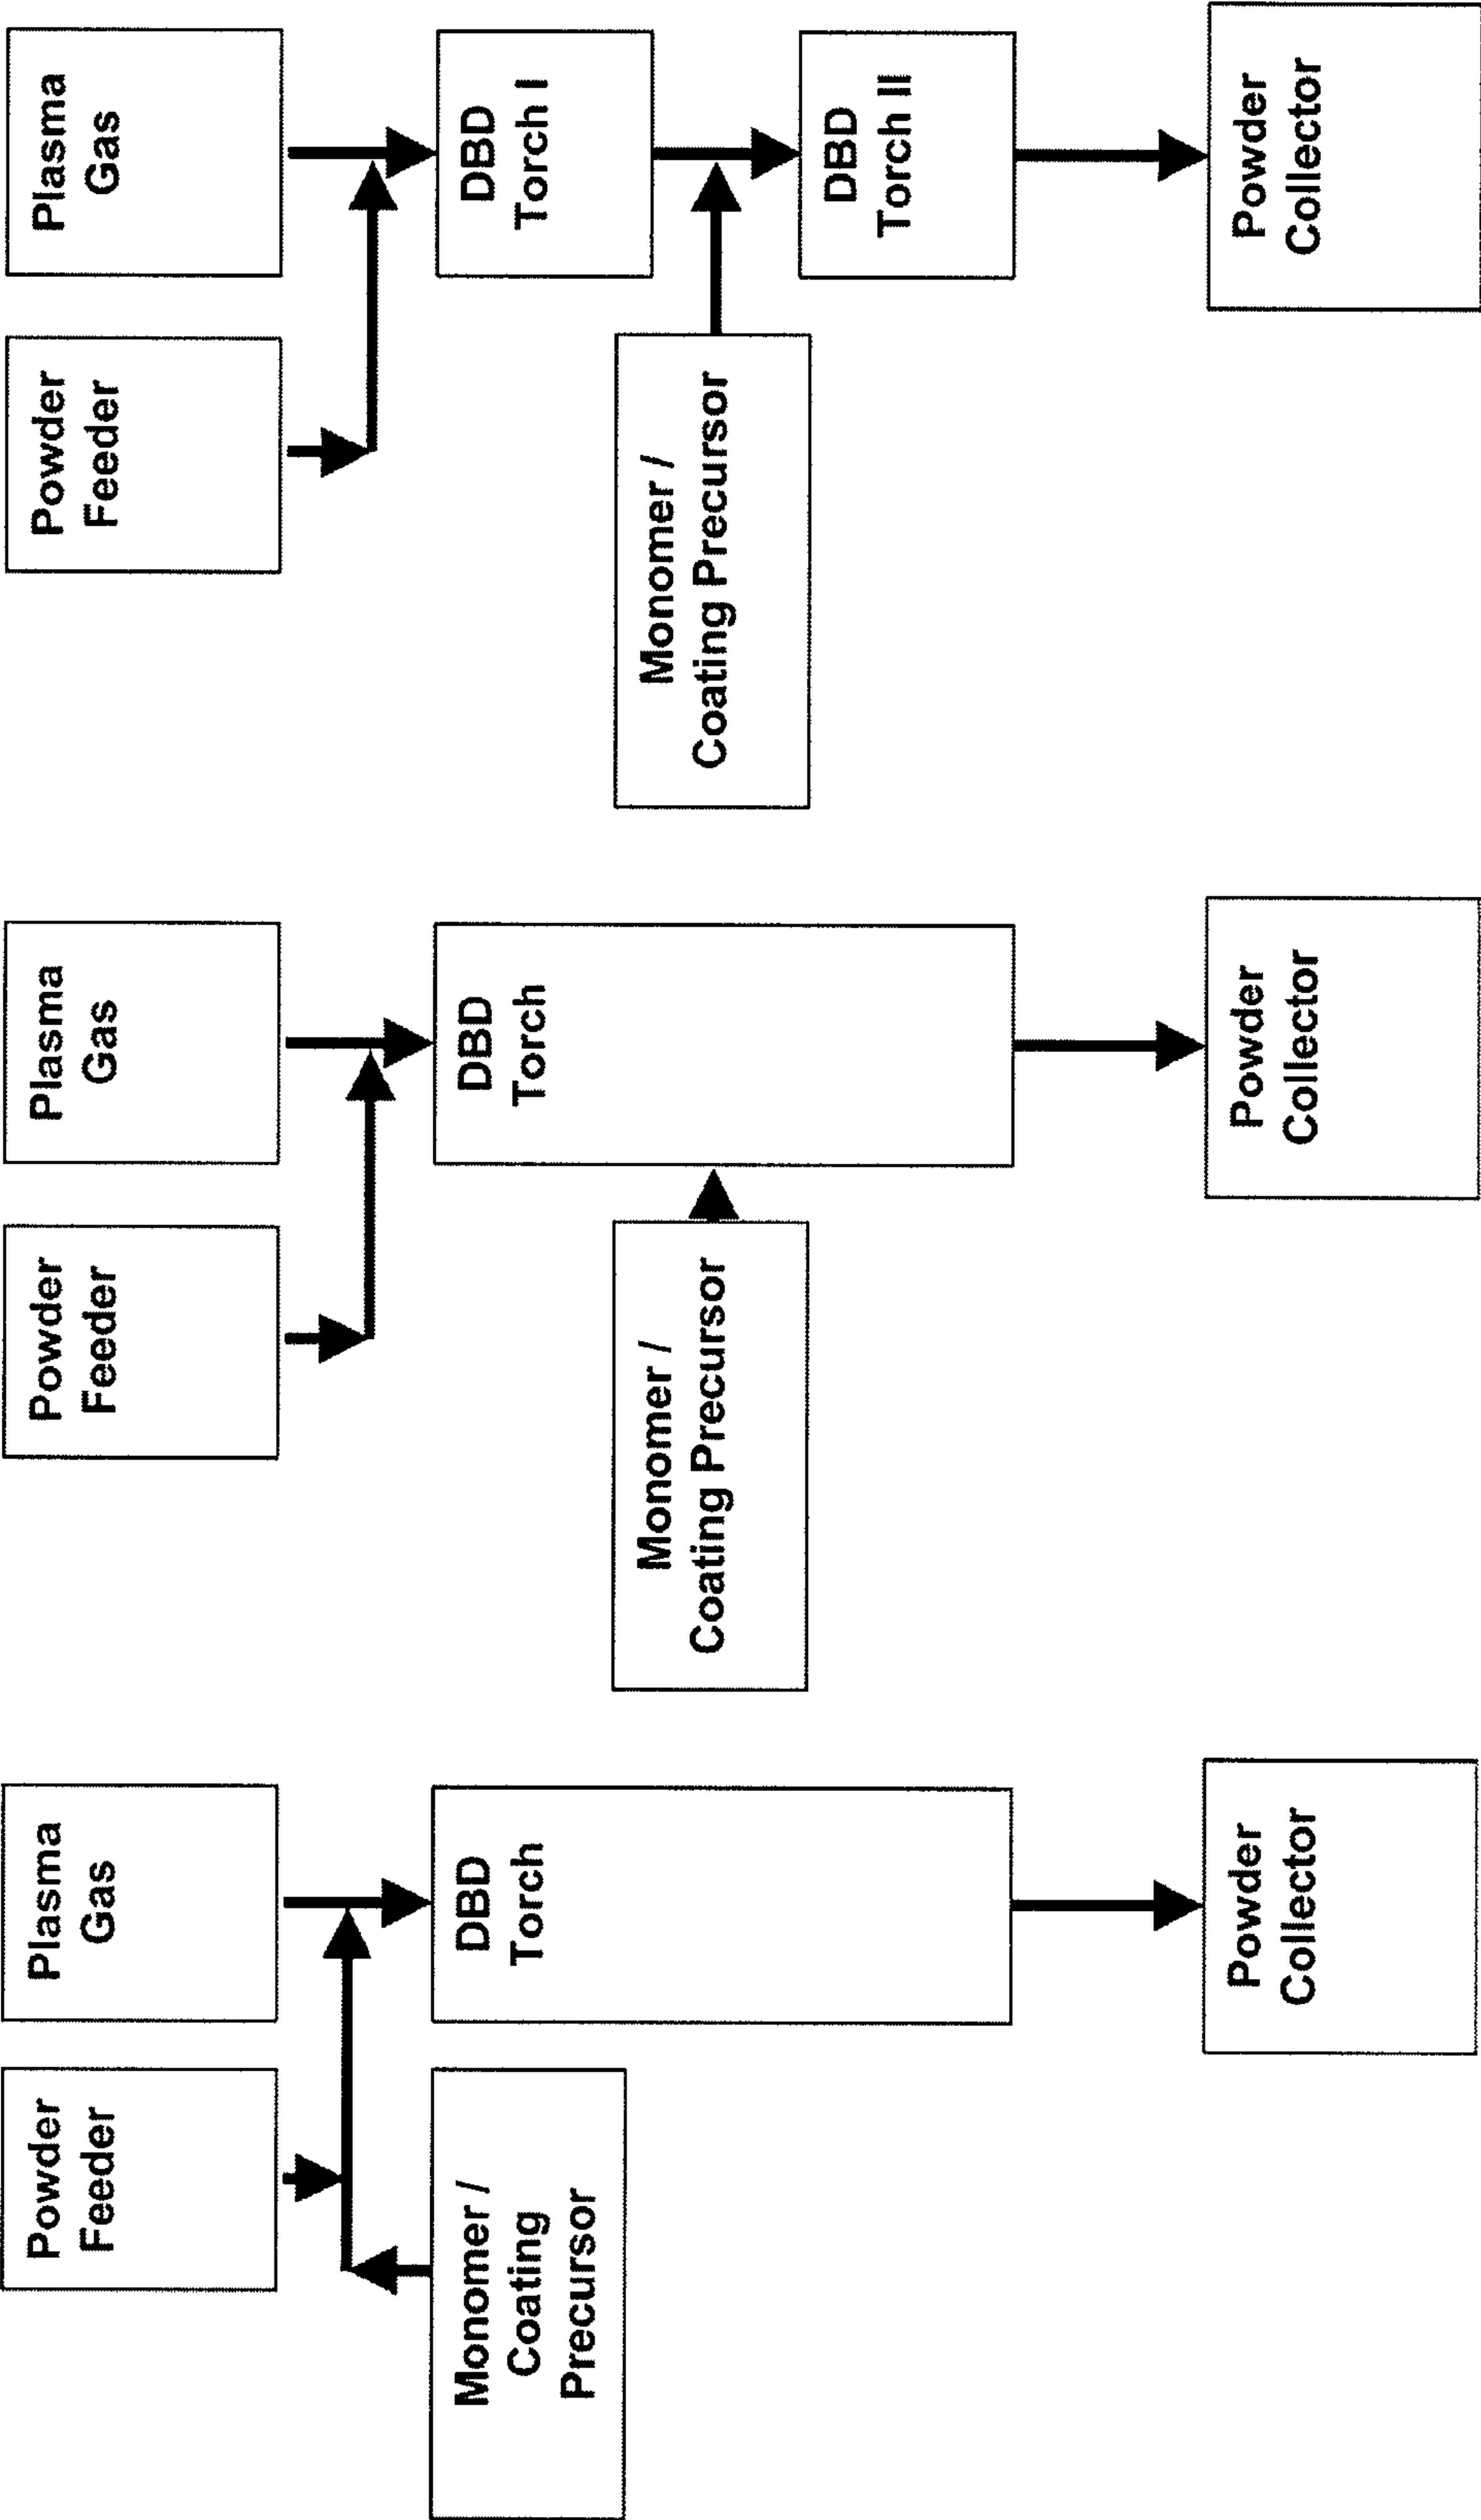 Powder
Feeder
Plasma
Gas
Monomer /
Coating
Precursor
DBD
Torch
Powder
Collector
Powder
Feeder
Plasma
Gas
DBD
Torch
Monomer /
Coating Precursor
Powder
Collector
Powder
Feeder
Plasma
Gas
DBD
Torch I
Monomer /
Coating Precursor
DBD
Torch II
Powder
Collector